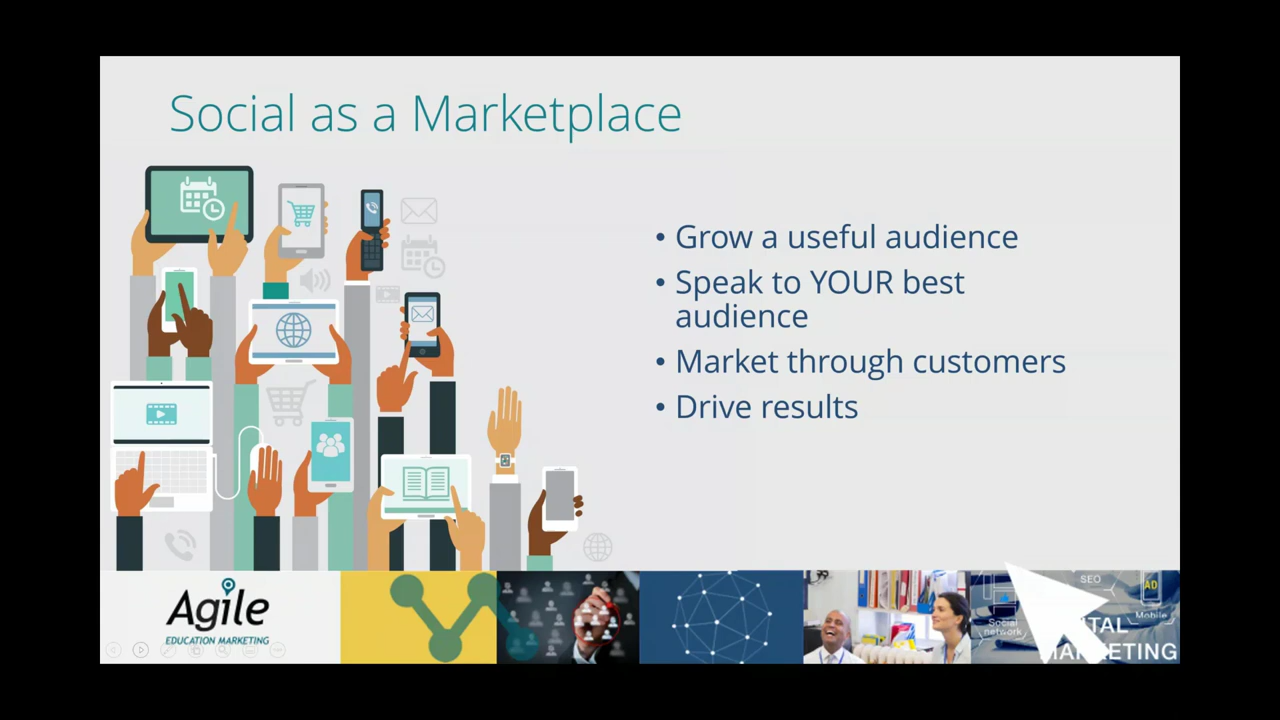 Social as a Marketplace
• Grow a useful audience
• Speak to YOUR best
audience
• Market through customers
• Drive results
Agile
EDUCATION MARKETING
SEO
AD
Social
network
Mobile
MARKETING